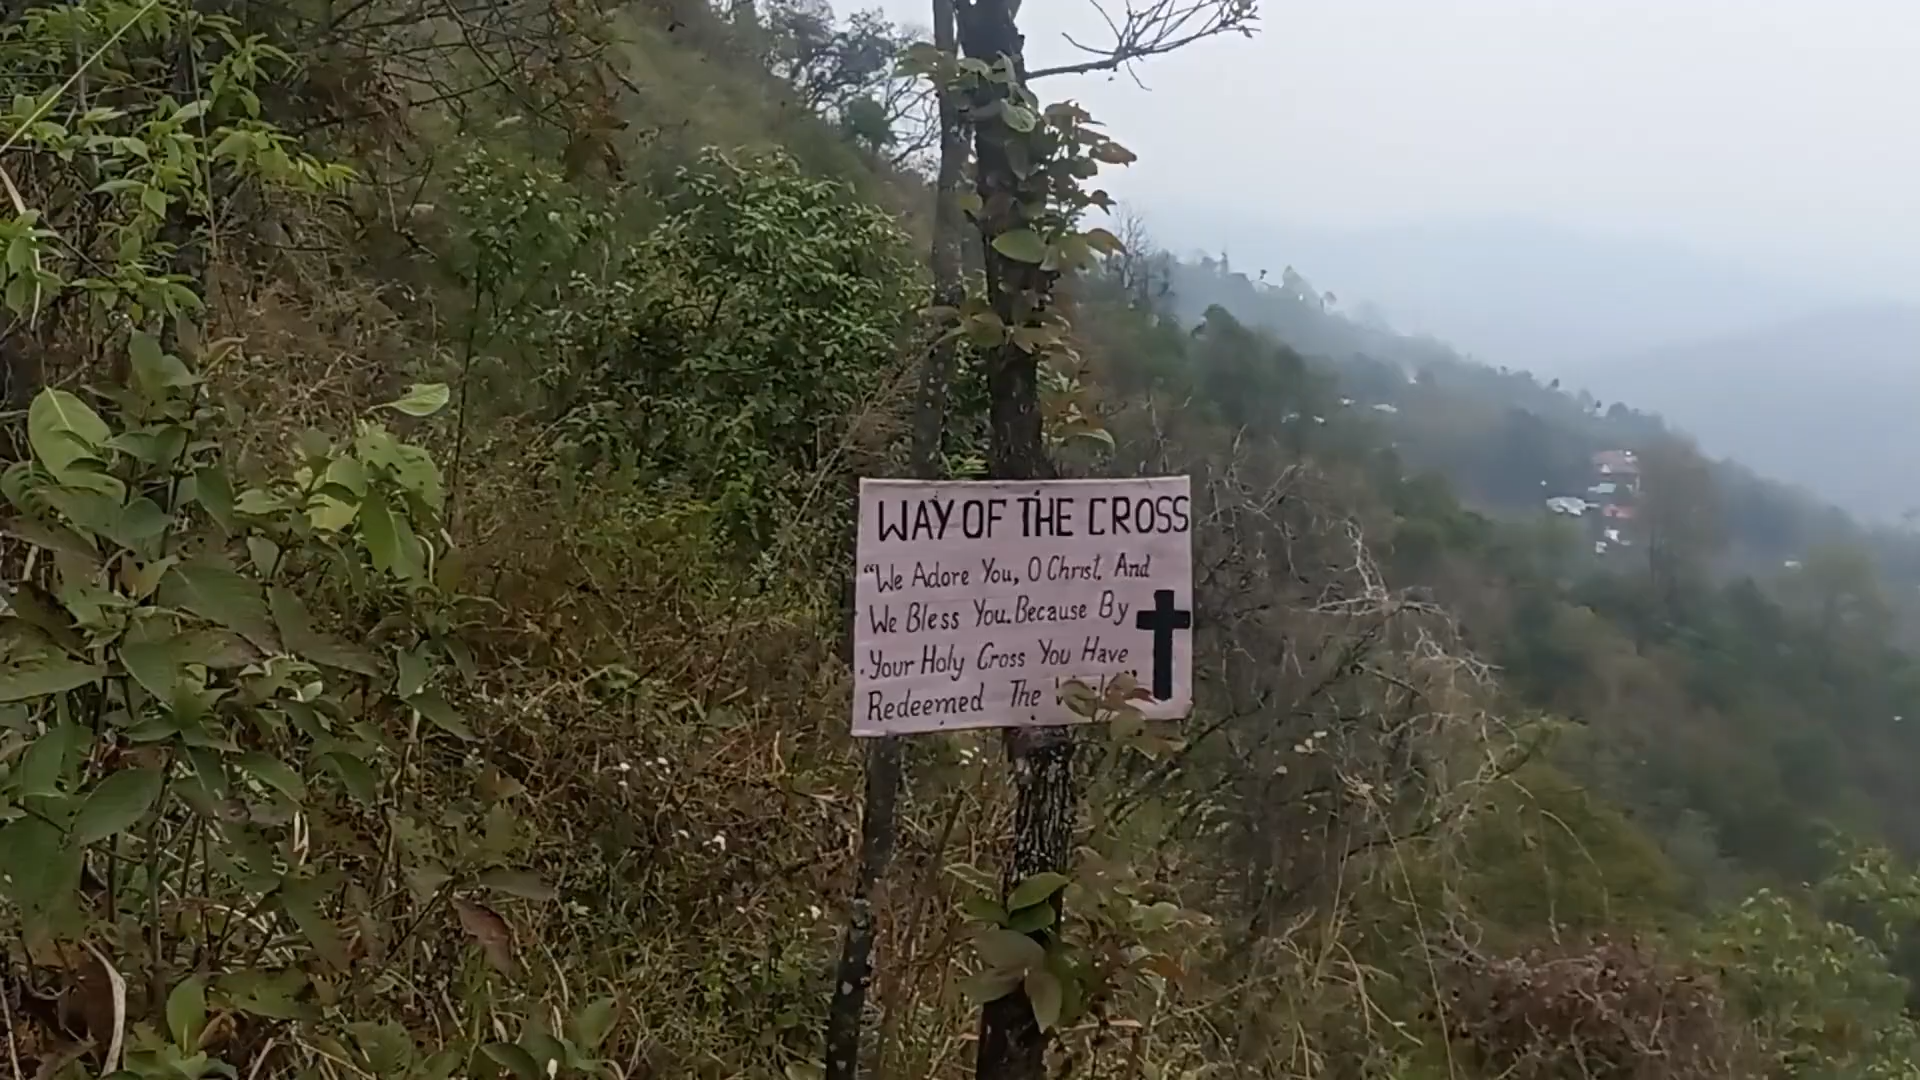 WAY OF THE CROSS
“We Adore You, O Christ, And
We Bless You. Because By
Your Holy Cross You Have
Redeemed The